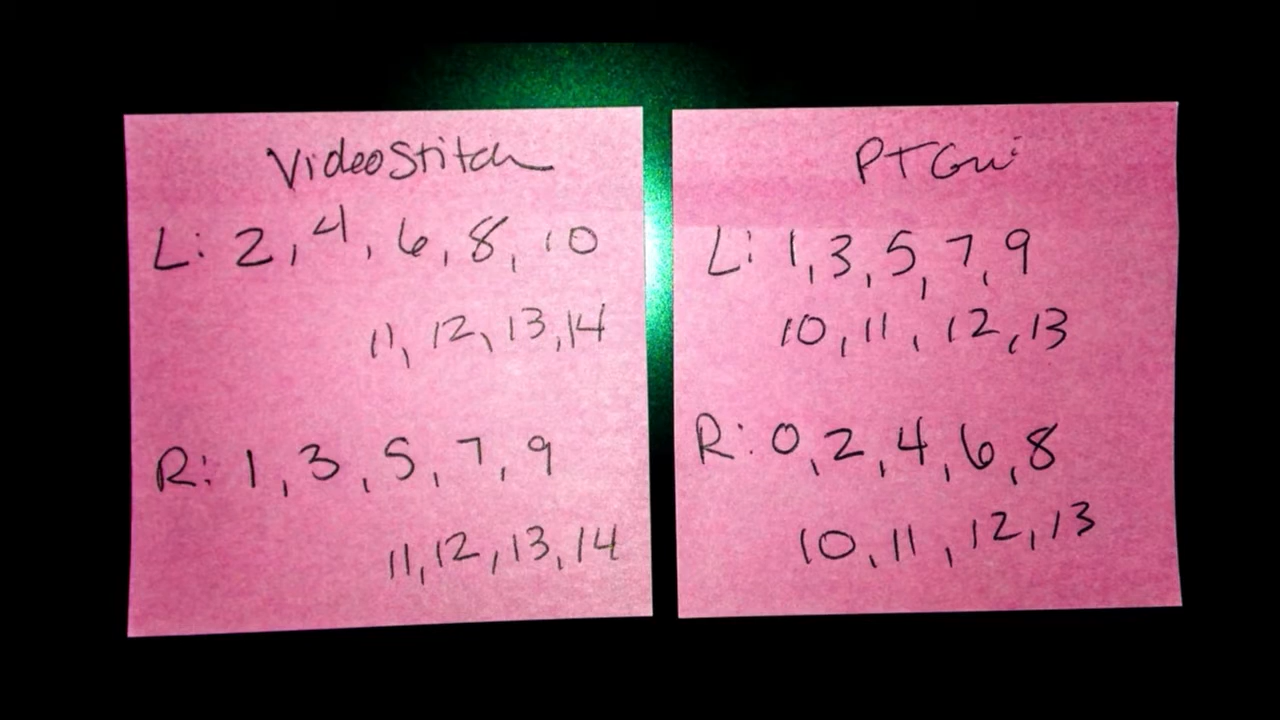 VideoStitch
L: 2, 4, 6, 8, 10
11, 12, 13, 14
R: 1, 3, 5, 7, 9
11, 12, 13, 14
PTGui
L: 1, 3, 5, 7, 9
10, 11, 12, 13
R: 0, 2, 4, 6, 8
10, 11, 12, 13